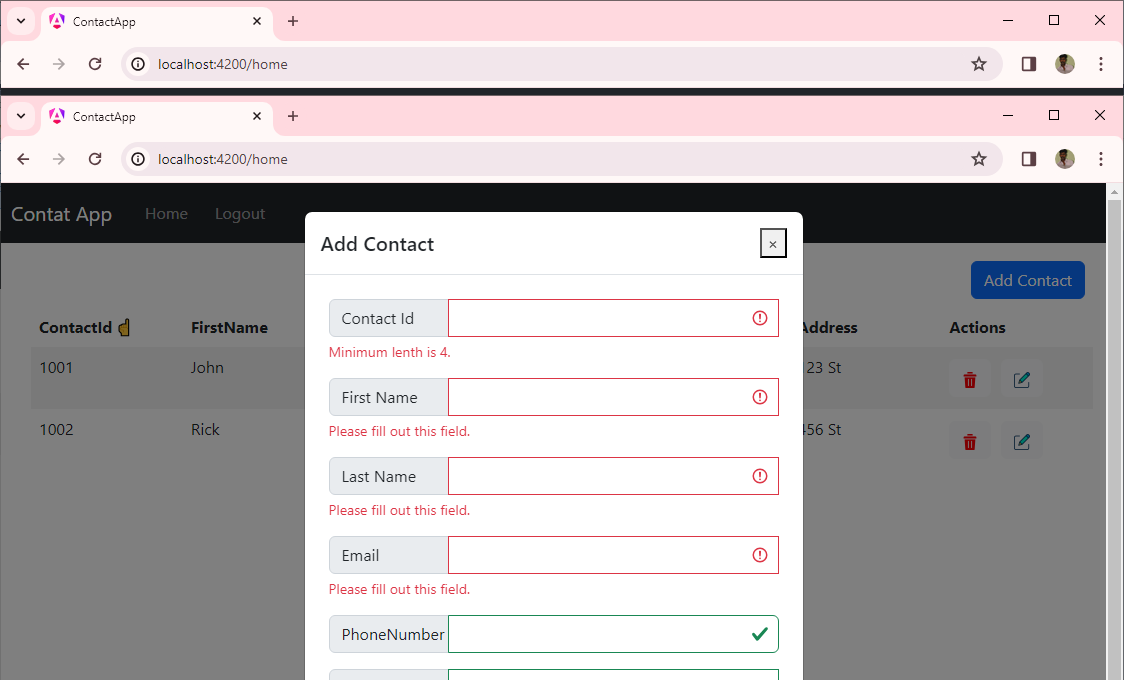 ContactApp
localhost:4200/home
ContactApp
localhost:4200/home
Contat App Home Logout
Add Contact ×
Add Contact
ContactId FirstName Address Actions
1001 John 23 St
1002 Rick 456 St
Contact Id
Minimum lenth is 4.
First Name
Please fill out this field.
Last Name
Please fill out this field.
Email
Please fill out this field.
PhoneNumber